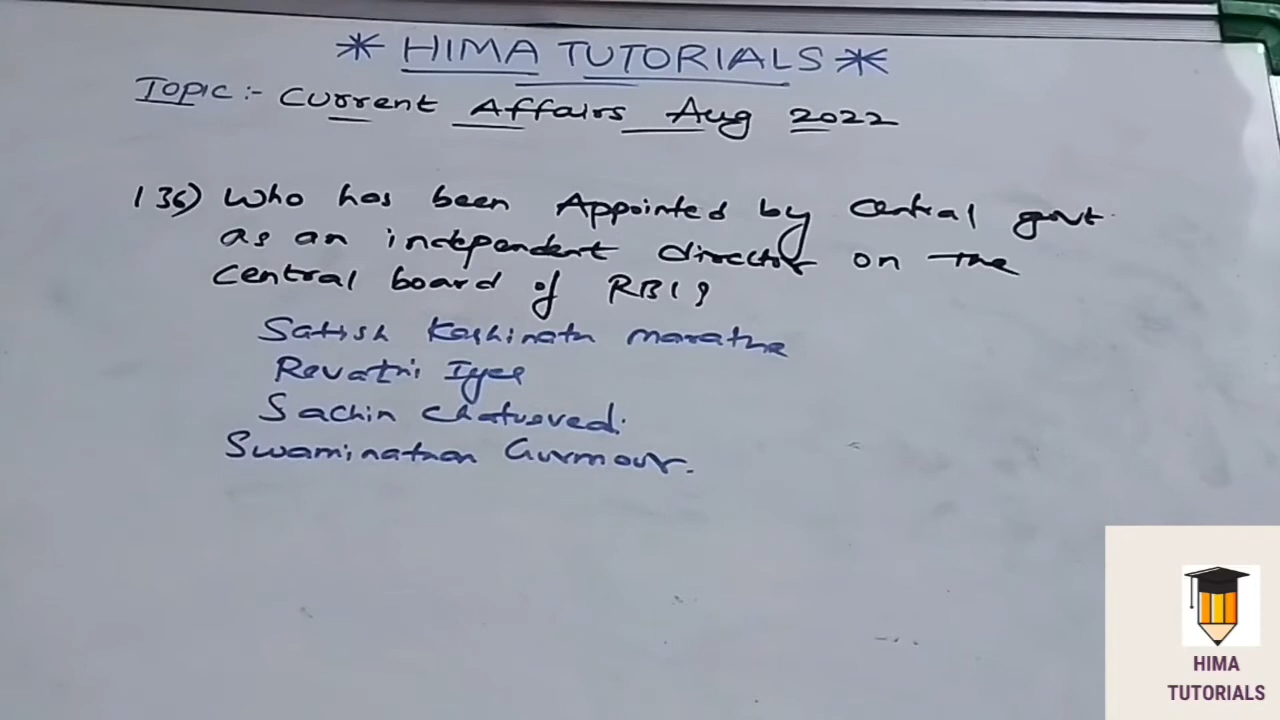 * HIMA TUTORIALS *
Topic:- Current Affairs Aug 2022
136) Who has been Appointed by central govt
as an independent director on the
central board of RBI?
Satish Kashinath Marathe
Revathi Iyer
Sachin Chaturvedi
Swaminathan Gurumour.
HIMA
TUTORIALS